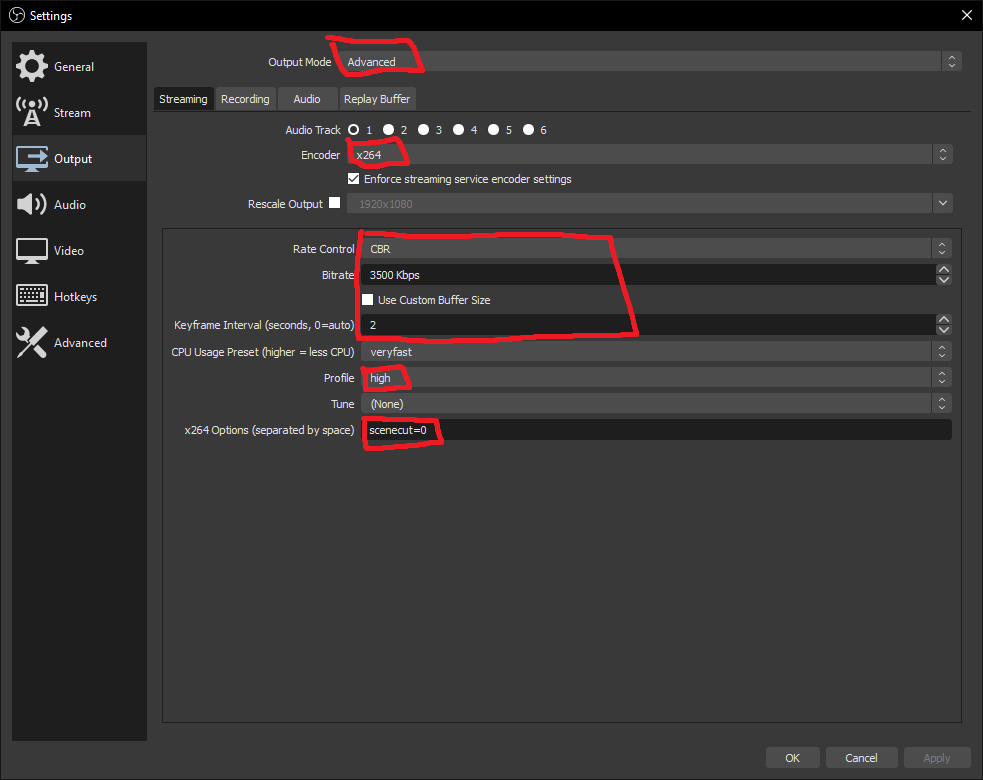 Settings
General
Stream
Output
Audio
Video
Hotkeys
Advanced
Output Mode Advanced
Streaming Recording Audio Replay Buffer
Audio Track 1 2 3 4 5 6
Encoder x264
Enforce streaming service encoder settings
Rescale Output 1920x1080
Rate Control CBR
Bitrate 3500 Kbps
Use Custom Buffer Size
Keyframe Interval (seconds, 0=auto) 2
CPU Usage Preset (higher = less CPU) veryfast
Profile high
Tune (None)
x264 Options (separated by space) scenecut=0
OK Cancel Apply